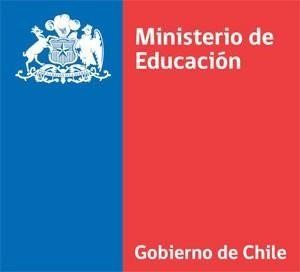 Ministerio de
Educación
Gobierno de Chile